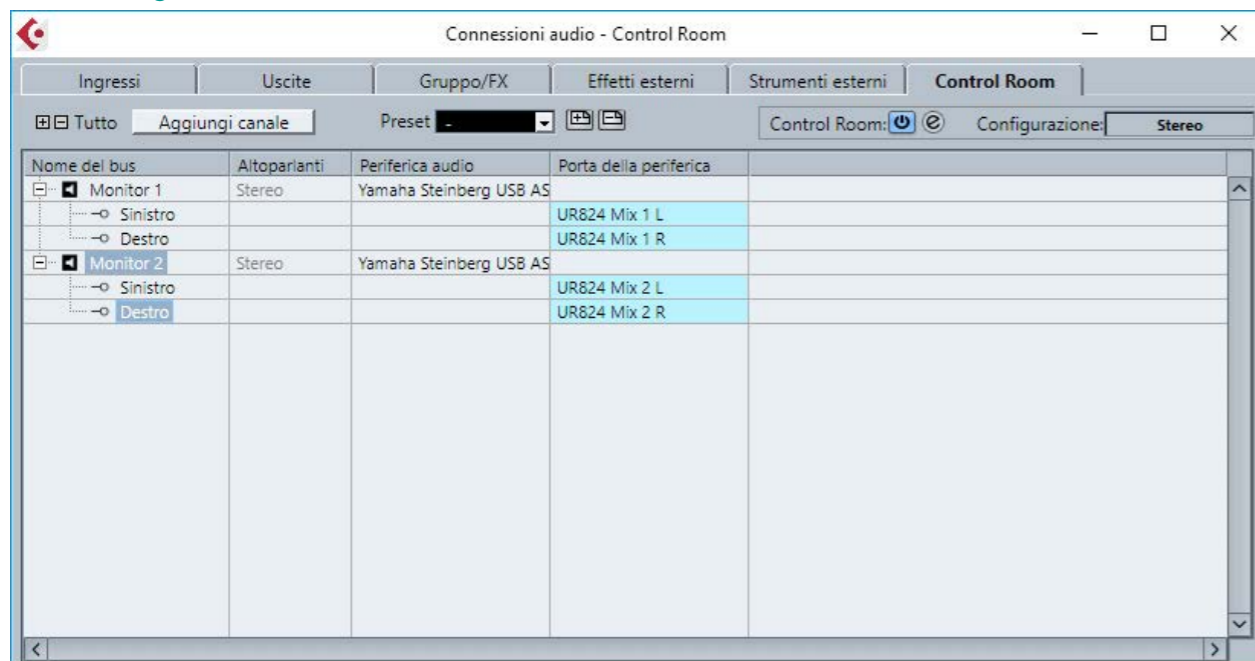 Connessioni audio - Control Room
Ingressi Uscite Gruppo/FX Effetti esterni Strumenti esterni Control Room
Tutto Aggiungi canale Preset - Control Room: e Configurazione: Stereo
Nome del bus Altoparlanti Periferica audio Porta della periferica
Monitor 1 Stereo Yamaha Steinberg USB AS
Sinistro UR824 Mix 1 L
Destro UR824 Mix 1 R
Monitor 2 Stereo Yamaha Steinberg USB AS
Sinistro UR824 Mix 2 L
Destro UR824 Mix 2 R